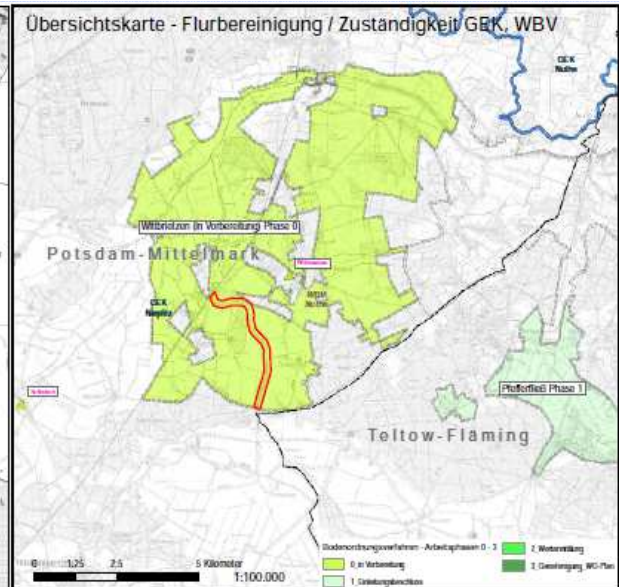 Übersichtskarte - Flurbereinigung / Zuständigkeit GEK, WBV
GEK
Nuthe
Wittbrietzen (in Vorbereitung) Phase 0
Potsdam-Mittelmark
GEK
Nieplitz
Pfefferfließ Phase 1
Teltow-Fläming
Bodenordnungsverfahren - Arbeitsphasen 0 - 3
0_in Vorbereitung
1_Einleitungsbeschluss
2_Wertermittlung
3_Genehmigung_WG-Plan
0 1,25 2,5 5 Kilometer
1:100.000